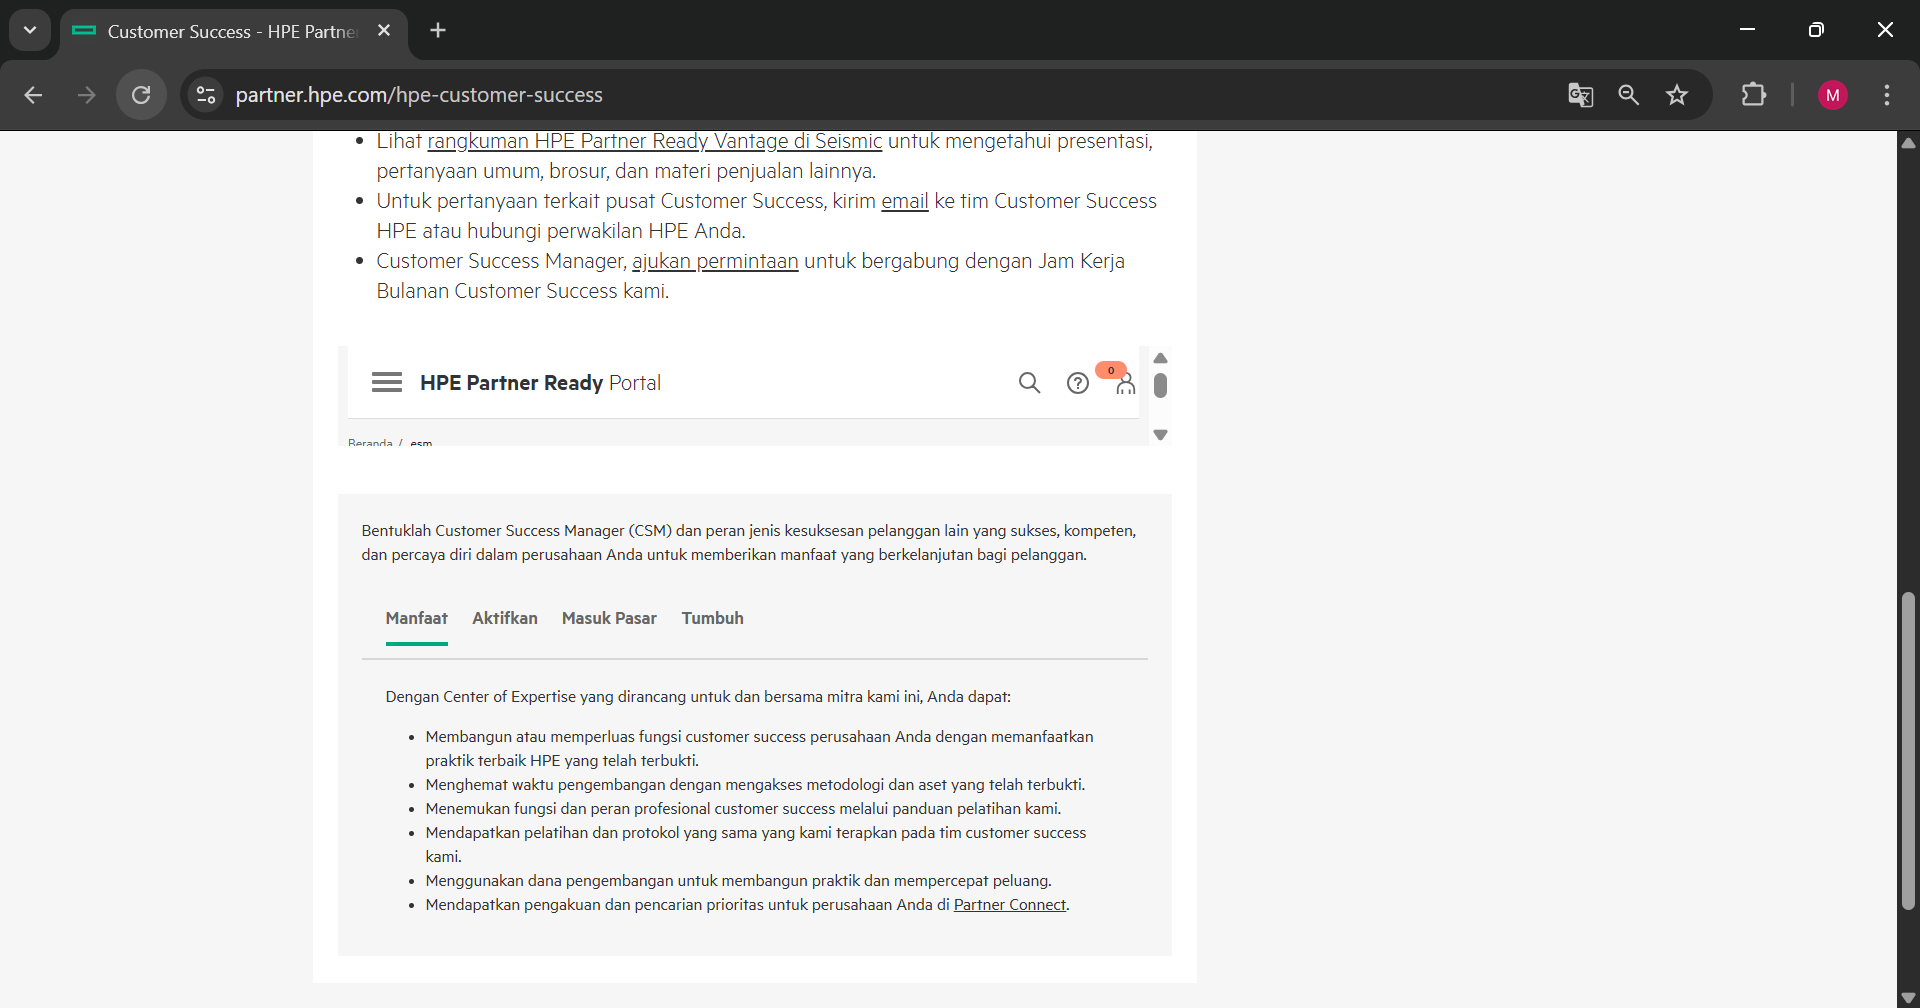 Customer Success - HPE Partne
partner.hpe.com/hpe-customer-success
M
Lihat rangkuman HPE Partner Ready Vantage di Seismic untuk mengetahui presentasi,
pertanyaan umum, brosur, dan materi penjualan lainnya.
Untuk pertanyaan terkait pusat Customer Success, kirim email ke tim Customer Success
HPE atau hubungi perwakilan HPE Anda.
Customer Success Manager, ajukan permintaan untuk bergabung dengan Jam Kerja
Bulanan Customer Success kami.
HPE Partner Ready Portal
0
Beranda / esm
Bentuklah Customer Success Manager (CSM) dan peran jenis kesuksesan pelanggan lain yang sukses, kompeten,
dan percaya diri dalam perusahaan Anda untuk memberikan manfaat yang berkelanjutan bagi pelanggan.
Manfaat Aktifkan Masuk Pasar Tumbuh
Dengan Center of Expertise yang dirancang untuk dan bersama mitra kami ini, Anda dapat:
Membangun atau memperluas fungsi customer success perusahaan Anda dengan memanfaatkan
praktik terbaik HPE yang telah terbukti.
Menghemat waktu pengembangan dengan mengakses metodologi dan aset yang telah terbukti.
Menemukan fungsi dan peran profesional customer success melalui panduan pelatihan kami.
Mendapatkan pelatihan dan protokol yang sama yang kami terapkan pada tim customer success
kami.
Menggunakan dana pengembangan untuk membangun praktik dan mempercepat peluang.
Mendapatkan pengakuan dan pencarian prioritas untuk perusahaan Anda di Partner Connect.